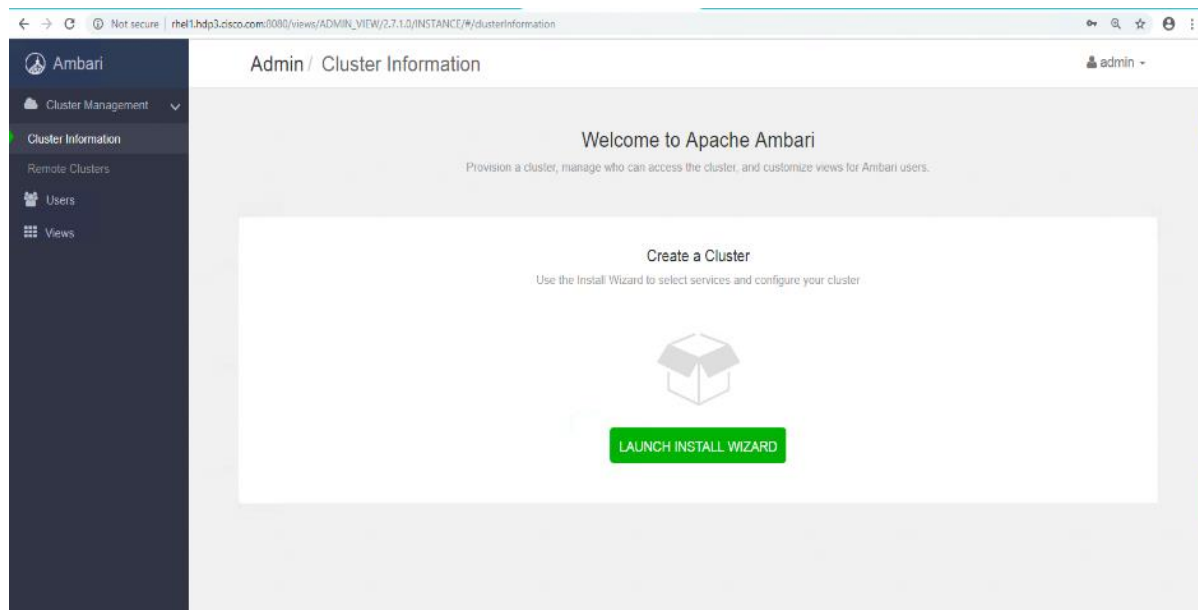 Not secure | rhel1.hdp3.cisco.com:8080/views/ADMIN_VIEW/2.7.1.0/INSTANCE/#/clusterInformation
Ambari
Admin / Cluster Information
admin
Cluster Management
Cluster Information
Remote Clusters
Users
Views
Welcome to Apache Ambari
Provision a cluster, manage who can access the cluster, and customize views for Ambari users.
Create a Cluster
Use the Install Wizard to select services and configure your cluster
LAUNCH INSTALL WIZARD